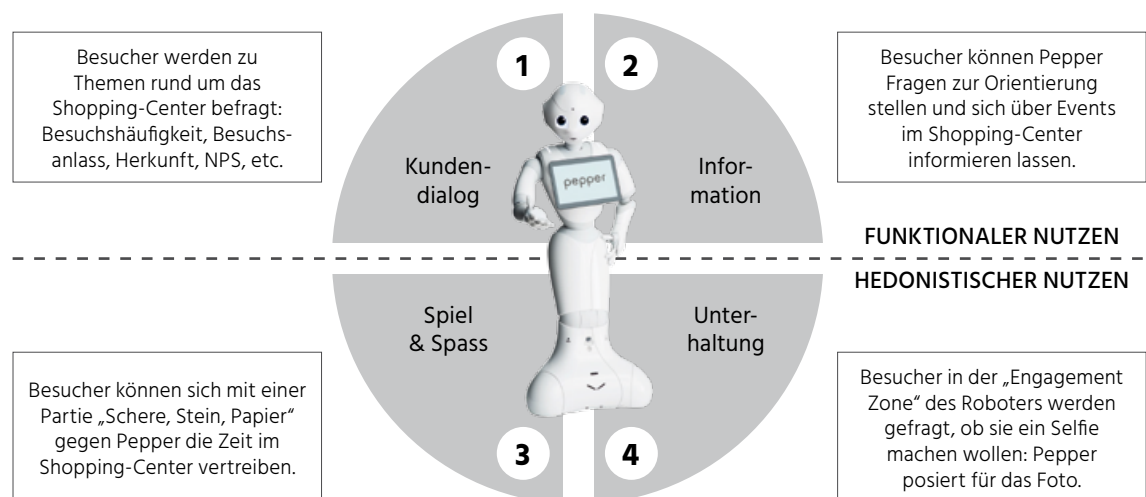 Besucher werden zu
Themen rund um das
Shopping-Center befragt:
Besuchshäufigkeit, Besuchs-
anlass, Herkunft, NPS, etc.
1
2
Besucher können Pepper
Fragen zur Orientierung
stellen und sich über Events
im Shopping-Center
informieren lassen.
Kunden-
dialog
pepper
Infor-
mation
FUNKTIONALER NUTZEN
HEDONISTISCHER NUTZEN
Spiel
& Spass
Unter-
haltung
Besucher können sich mit einer
Partie „Schere, Stein, Papier“
gegen Pepper die Zeit im
Shopping-Center vertreiben.
3
4
Besucher in der „Engagement
Zone“ des Roboters werden
gefragt, ob sie ein Selfie
machen wollen: Pepper
posiert für das Foto.